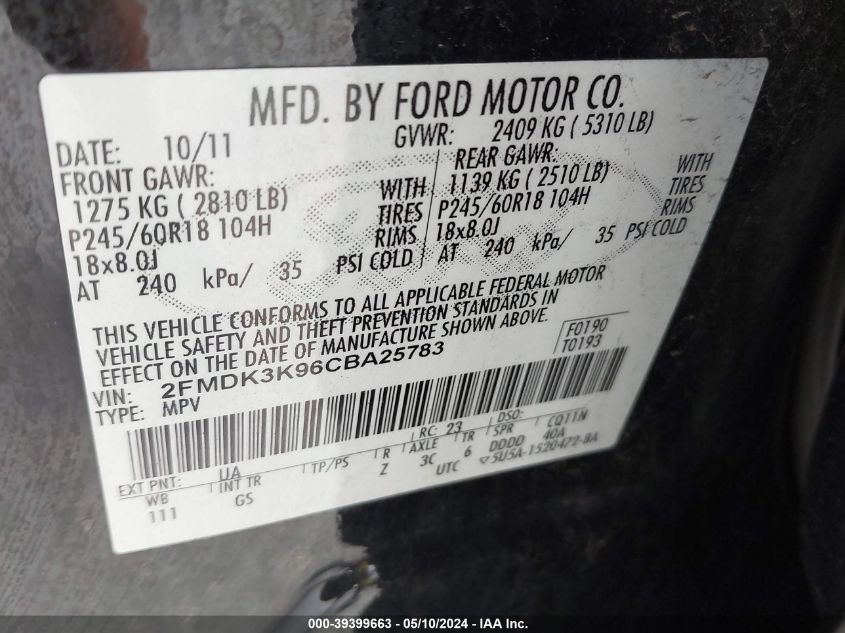 MFD. BY FORD MOTOR CO.
DATE: 10/11 GVWR: 2409 KG ( 5310 LB)
FRONT GAWR: REAR GAWR:
1275 KG ( 2810 LB) WITH 1139 KG ( 2510 LB) WITH
P245/60R18 104H TIRES P245/60R18 104H TIRES
18x8.0J RIMS 18x8.0J RIMS
AT 240 kPa/ 35 PSI COLD AT 240 kPa/ 35 PSI COLD
THIS VEHICLE CONFORMS TO ALL APPLICABLE FEDERAL MOTOR
VEHICLE SAFETY AND THEFT PREVENTION STANDARDS IN
EFFECT ON THE DATE OF MANUFACTURE SHOWN ABOVE.
VIN: 2FMDK3K96CBA25783 F0190
TYPE: MPV T0193
RC: 23 DSO:
EXT PNT: UA AXLE TR SPR CQ11N
WB INT TR TP/PS R 3C 6 DDDD 40A
111 GS Z UTC ▽5U5A-1520472-BA
000-39399663 - 05/10/2024 - IAA Inc.